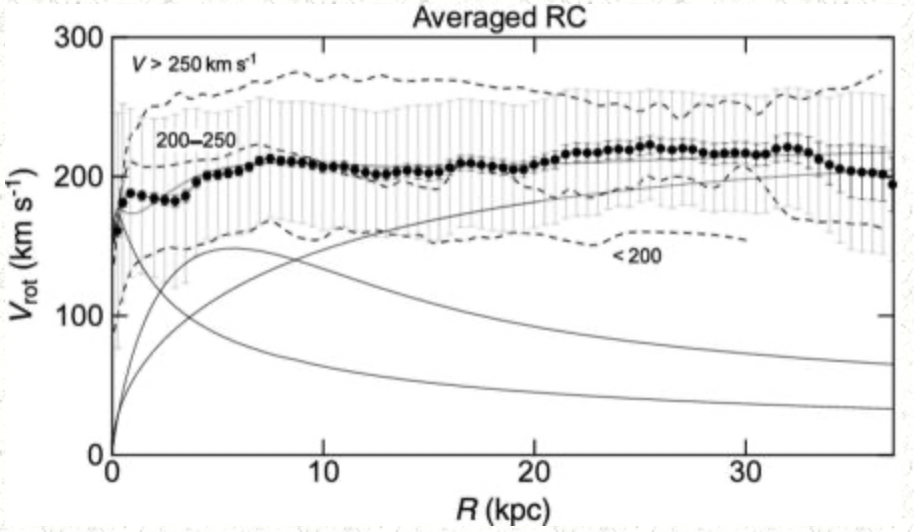 Averaged RC
300
V > 250 km s⁻¹
200–250
200
< 200
100
0
0 10 20 30
R (kpc)
V_rot (km s⁻¹)